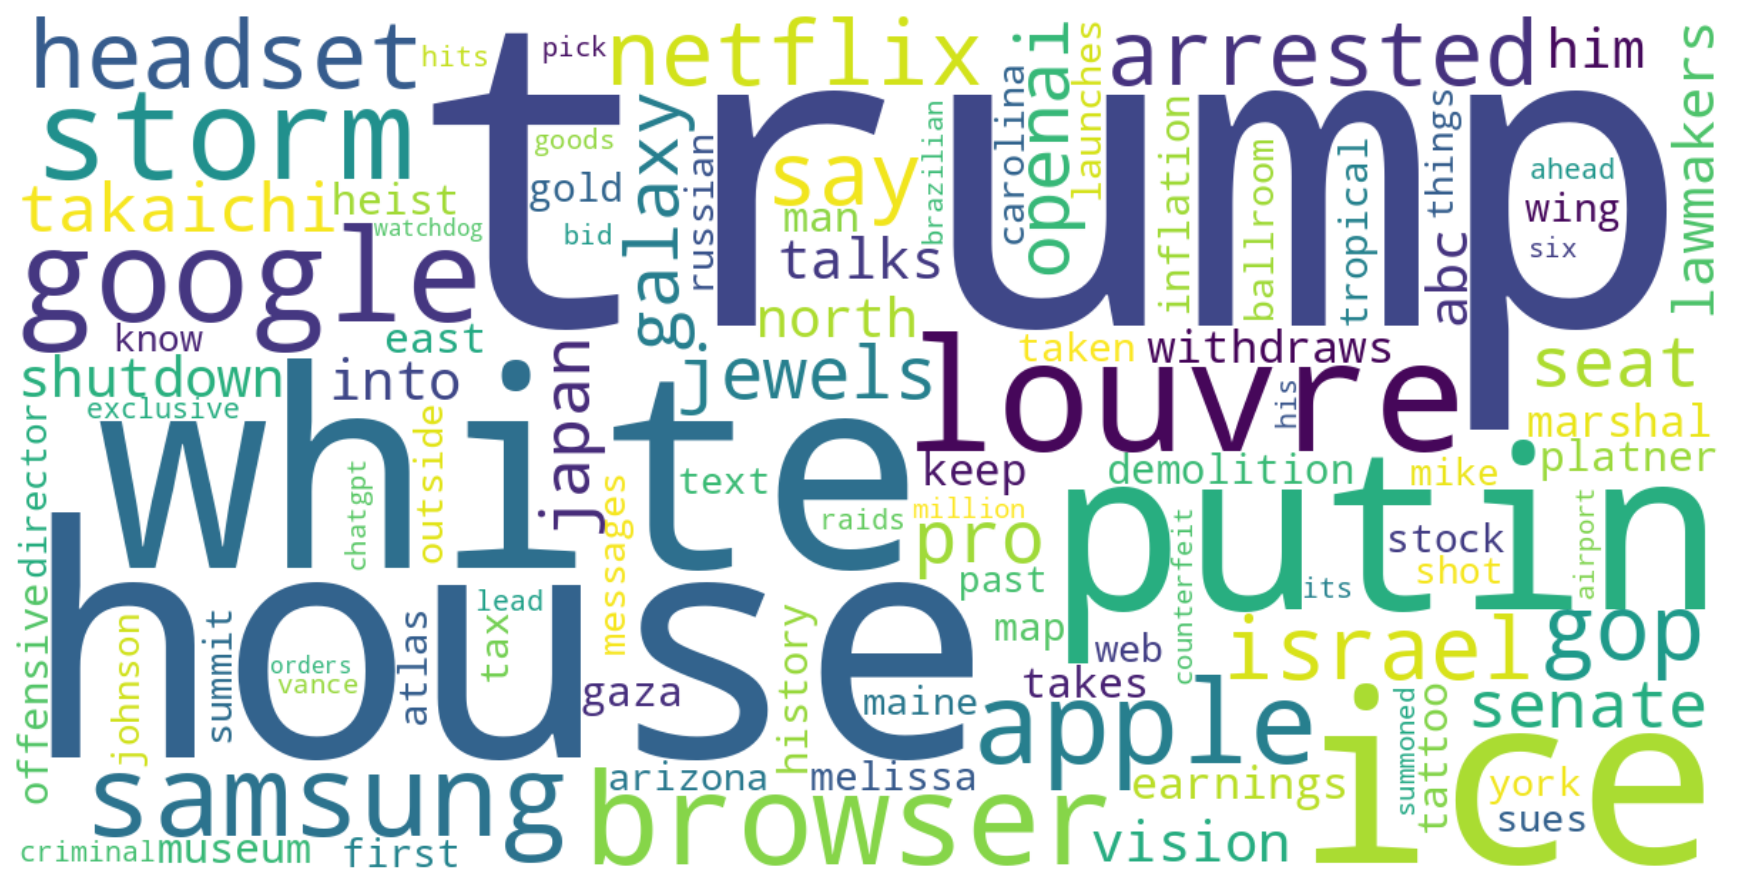 headset
hits
pick
netflix
openai
launches
arrested
him
lawmakers
storm
trump
goods
galaxy
russian
say
brazilian
carolina
inflation
ballroom
tropical
things
abc
ahead
wing
six
takaichi
heist
watchdog
gold
bid
man
talks
google
know
east
north
japan
jewels
louvre
taken
withdraws
his
seat
shutdown
into
exclusive
white
outside
chatgpt
marshal
platner
keep
demolition
mike
text
messages
raids
million
pro
putin
stock
shot
its
airport
counterfeit
past
offensivedirector
house
johnson
summit
orders
vance
atlas
lead
tax
history
map
web
israel
gop
gaza
maine
takes
apple
ice
senate
summoned
tattoo
samsung
arizona
melissa
browser
earnings
york
sues
vision
criminal
museum
first